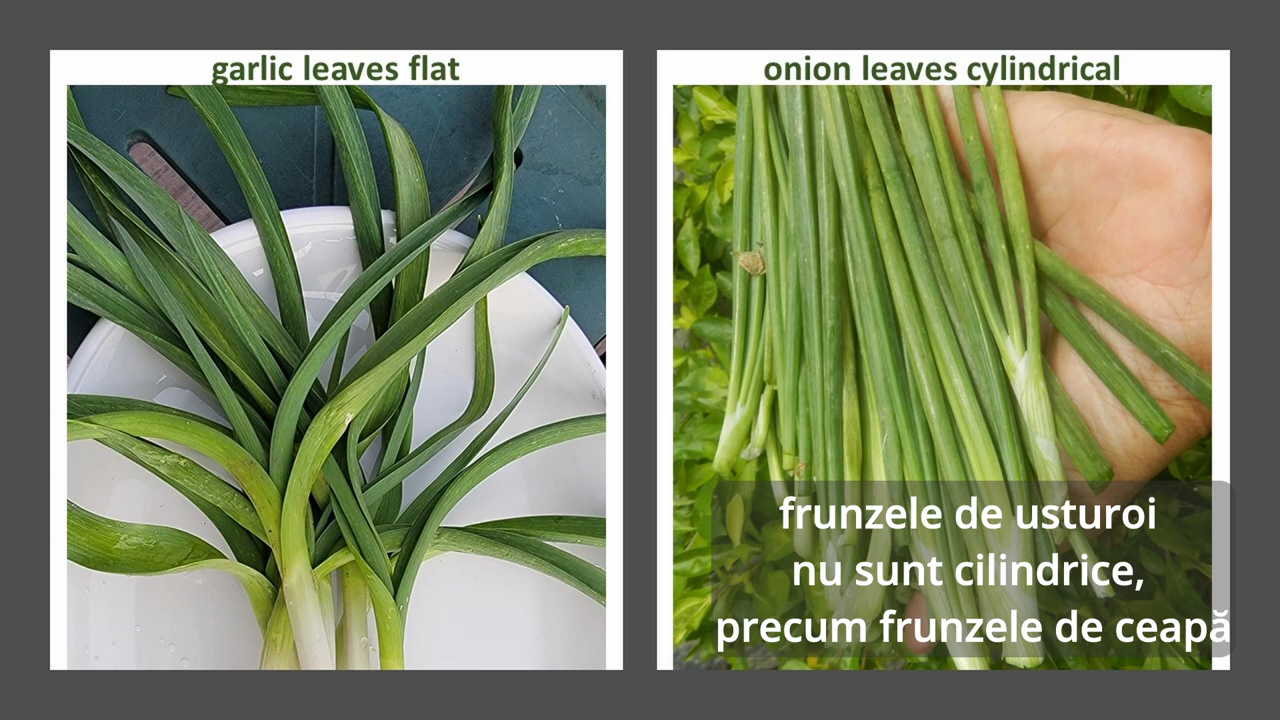 garlic leaves flat
onion leaves cylindrical
frunzele de usturoi
nu sunt cilindrice,
precum frunzele de ceapă